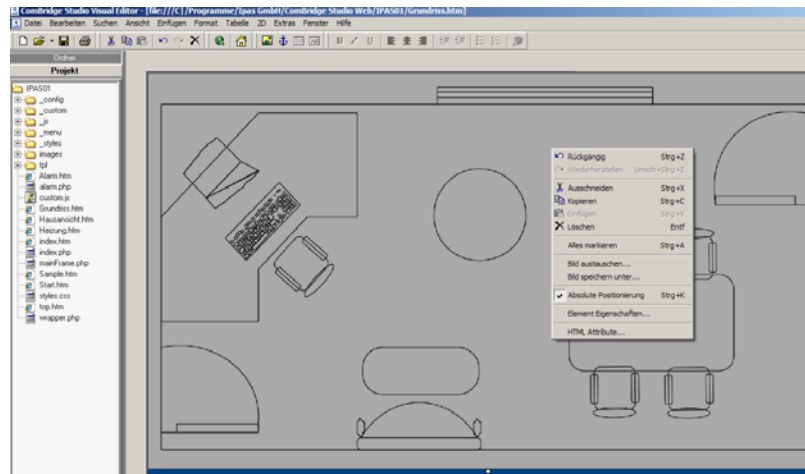 ComBridge Studio Visual Editor - [file:///C|/Programme/Ipas GmbH/ComBridge Studio Web/IPAS01/Grundriss.htm]
Datei Bearbeiten Suchen Ansicht Einfügen Format Tabelle 2D Extras Fenster Hilfe
Ordner
Projekt
IPAS01
_config
_custom
_js
_menu
_styles
images
tpl
Alarm.htm
alarm.php
custom.js
Grundriss.htm
Hausansicht.htm
Heizung.htm
index.htm
index.php
mainFrame.php
Sample.htm
Start.htm
styles.css
top.htm
wrapper.php
Rückgängig Strg+Z
Wiederherstellen Umsch+Strg+Z
Ausschneiden Strg+X
Kopieren Strg+C
Einfügen Strg+V
Löschen Entf
Alles markieren Strg+A
Bild austauschen...
Bild speichern unter...
Absolute Positionierung Strg+K
Element Eigenschaften...
HTML Attribute...